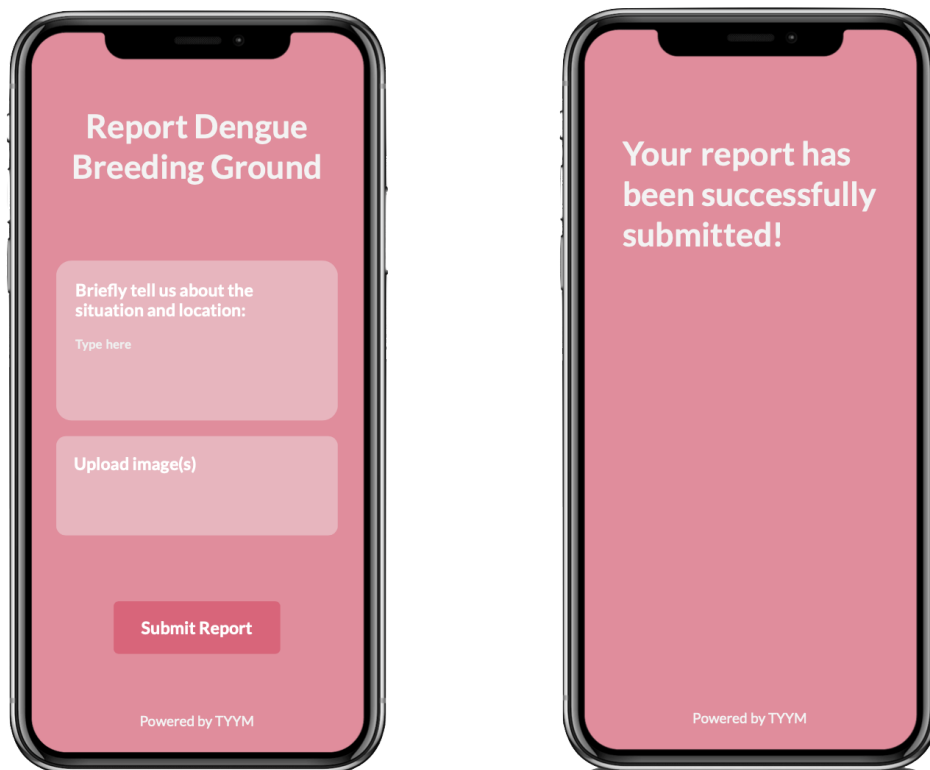 Report Dengue
Breeding Ground
Briefly tell us about the
situation and location:
Type here
Upload image(s)
Submit Report
Powered by TYYM
Your report has
been successfully
submitted!
Powered by TYYM